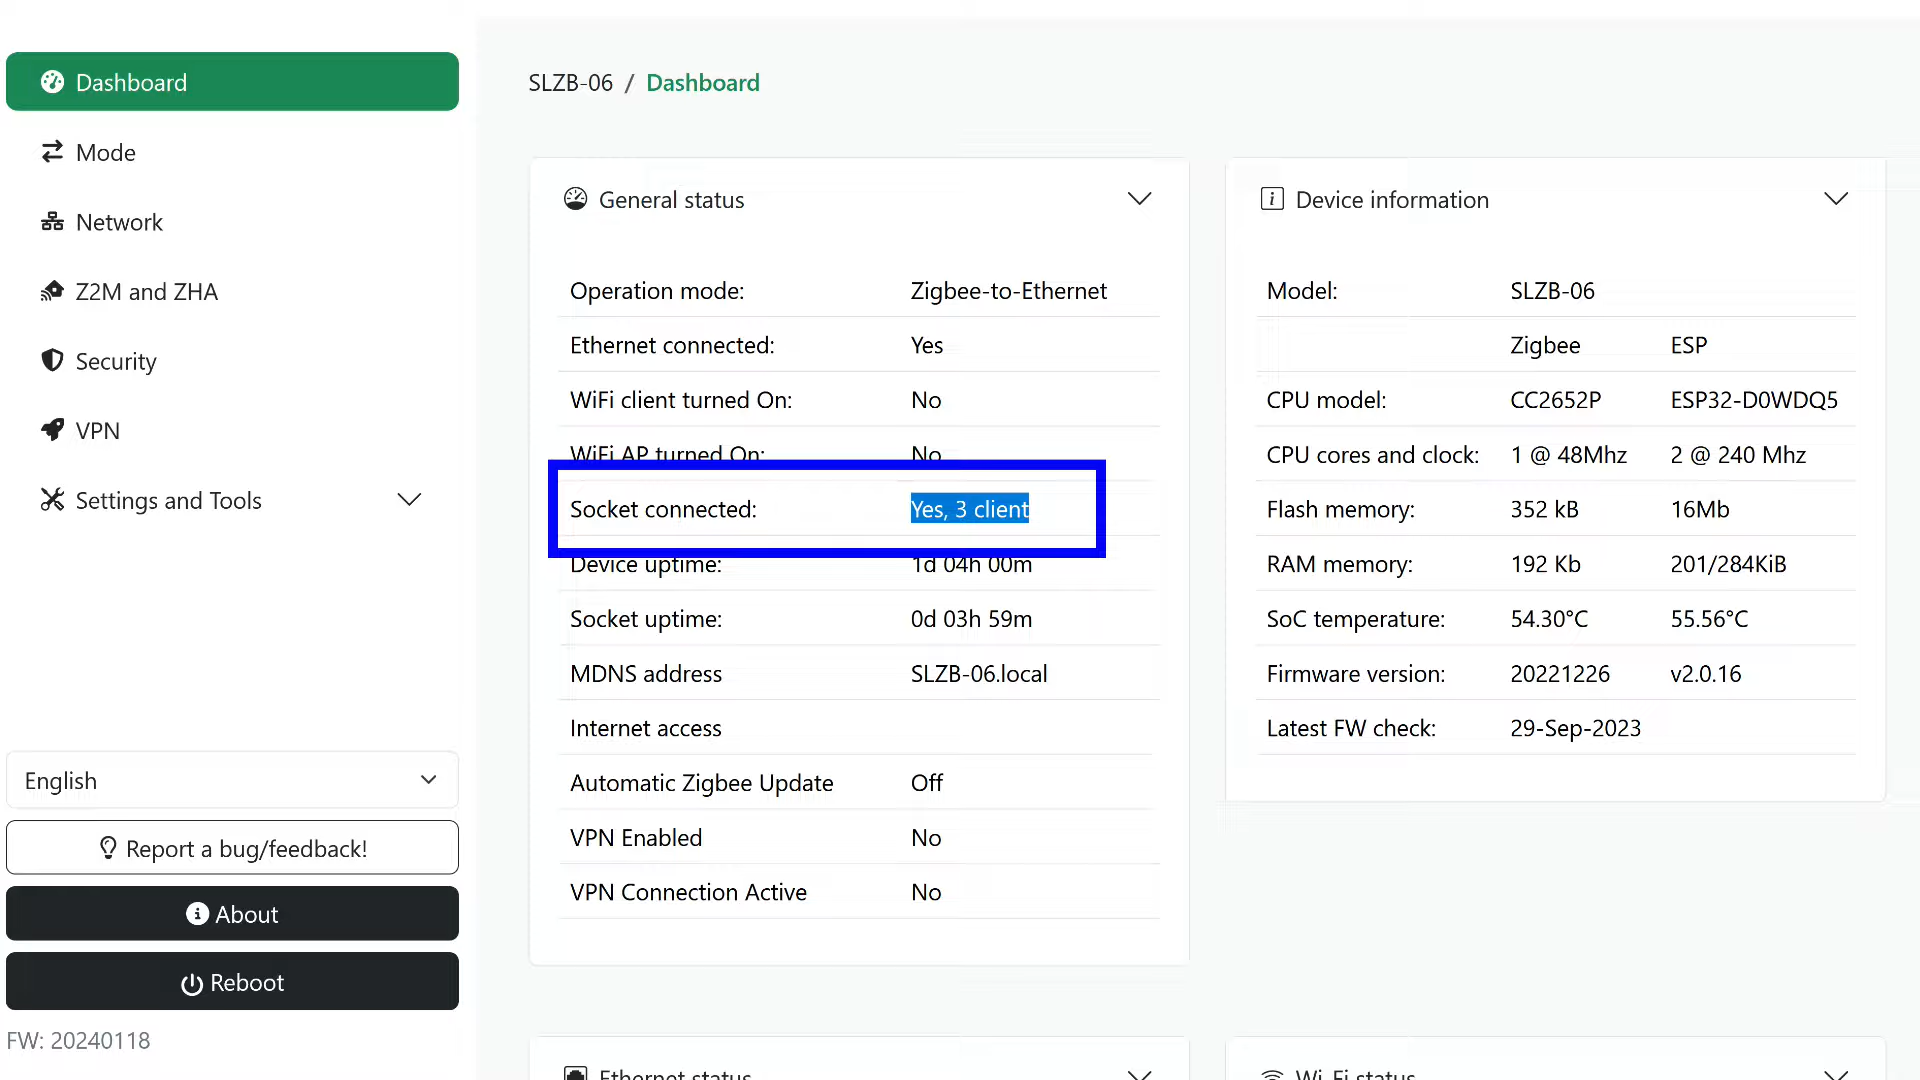 Dashboard
Mode
Network
Z2M and ZHA
Security
VPN
Settings and Tools
English
Report a bug/feedback!
About
Reboot
FW: 20240118
SLZB-06 / Dashboard
General status
Operation mode: Zigbee-to-Ethernet
Ethernet connected: Yes
WiFi client turned On: No
WiFi AP turned On: No
Socket connected: Yes, 3 client
Device uptime: 1d 04h 00m
Socket uptime: 0d 03h 59m
MDNS address SLZB-06.local
Internet access
Automatic Zigbee Update Off
VPN Enabled No
VPN Connection Active No
Device information
Model: SLZB-06
Zigbee ESP
CPU model: CC2652P ESP32-D0WDQ5
CPU cores and clock: 1 @ 48Mhz 2 @ 240 Mhz
Flash memory: 352 kB 16Mb
RAM memory: 192 Kb 201/284KiB
SoC temperature: 54.30°C 55.56°C
Firmware version: 20221226 v2.0.16
Latest FW check: 29-Sep-2023
Ethernet status
Wi-Fi status